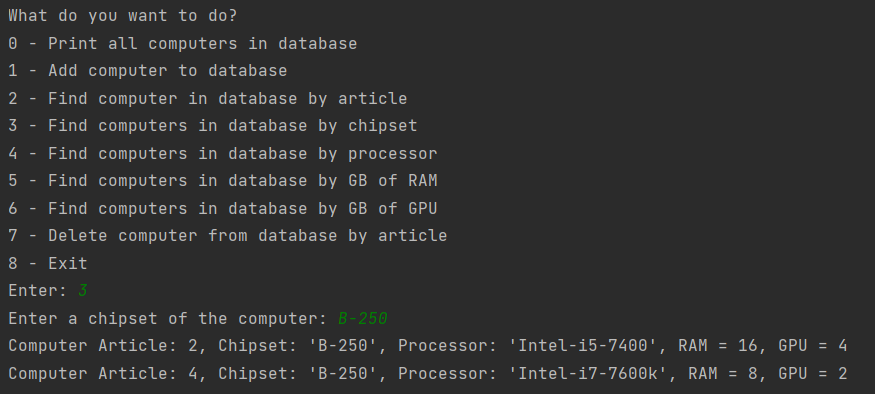 What do you want to do?
0 - Print all computers in database
1 - Add computer to database
2 - Find computer in database by article
3 - Find computers in database by chipset
4 - Find computers in database by processor
5 - Find computers in database by GB of RAM
6 - Find computers in database by GB of GPU
7 - Delete computer from database by article
8 - Exit
Enter: 3
Enter a chipset of the computer: B-250
Computer Article: 2, Chipset: 'B-250', Processor: 'Intel-i5-7400', RAM = 16, GPU = 4
Computer Article: 4, Chipset: 'B-250', Processor: 'Intel-i7-7600k', RAM = 8, GPU = 2